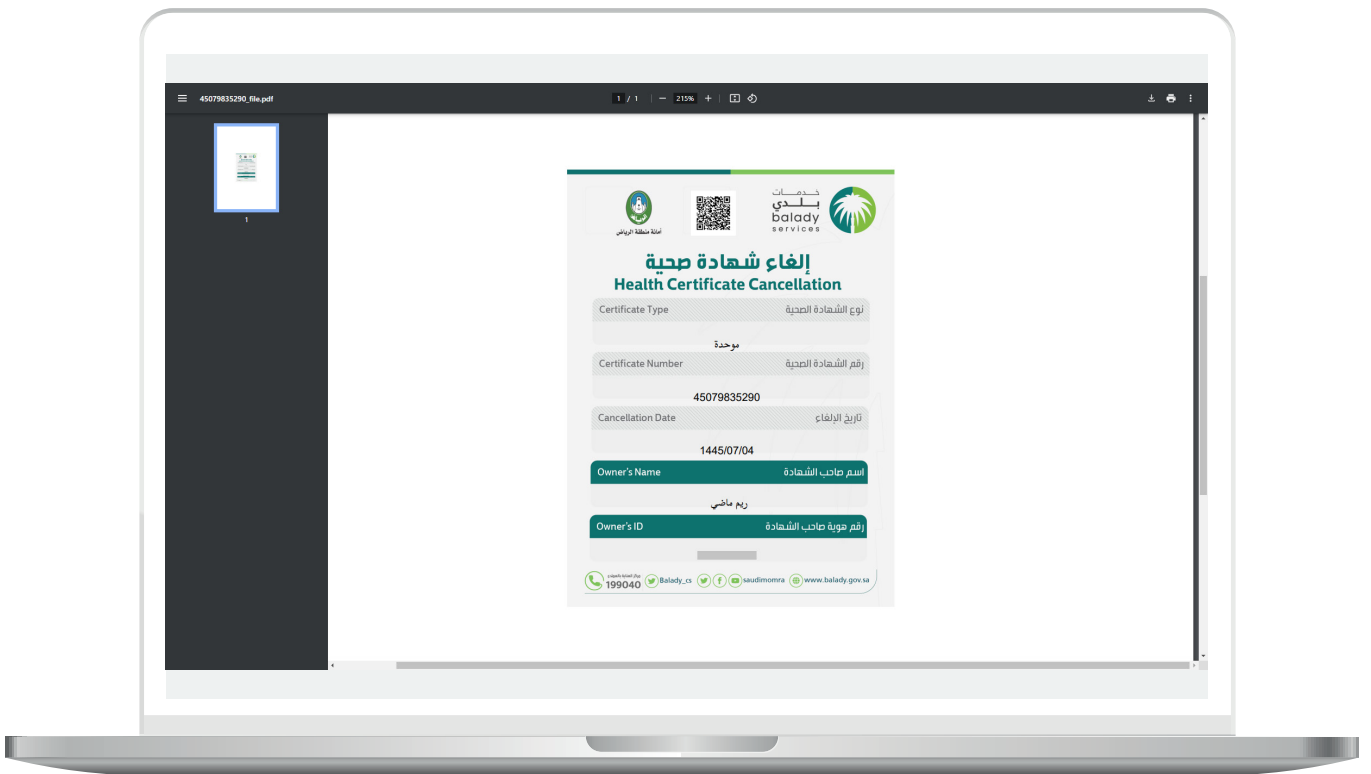 45079835290_file.pdf
1 / 1
215%
1
خدمات
بلدي
balady
services
أمانة منطقة الرياض
إلغاء شهادة صحية
Health Certificate Cancellation
Certificate Type نوع الشهادة الصحية
موحدة
Certificate Number رقم الشهادة الصحية
45079835290
Cancellation Date تاريخ الإلغاء
1445/07/04
Owner's Name اسم صاحب الشهادة
ريم ماضي
Owner's ID رقم هوية صاحب الشهادة
199040 Balady_cs saudimomra www.balady.gov.sa